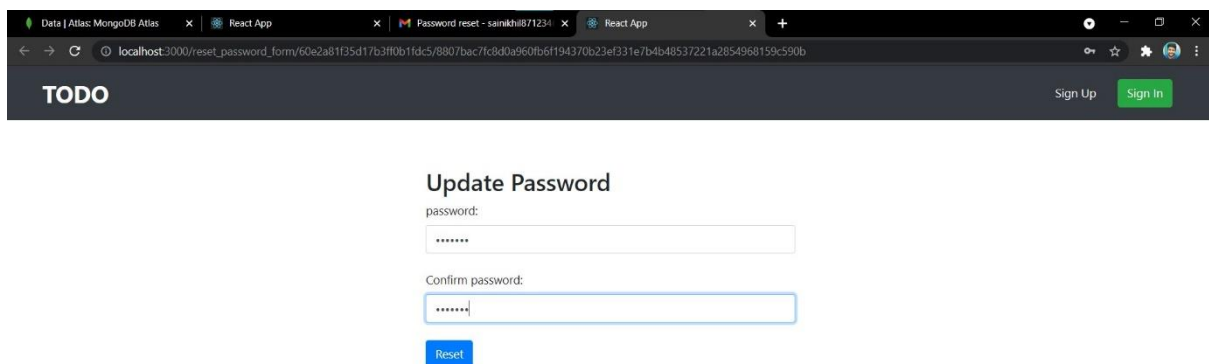 Data | Atlas: MongoDB Atlas
React App
Password reset - sainikhil871234
React App
localhost:3000/reset_password_form/60e2a81f35d17b3ff0b1fdc5/8807bac7fc8d0a960fb6f194370b23ef331e7b4b48537221a2854968159c590b
TODO
Sign Up
Sign In
Update Password
password:
•••••••
Confirm password:
•••••••
Reset